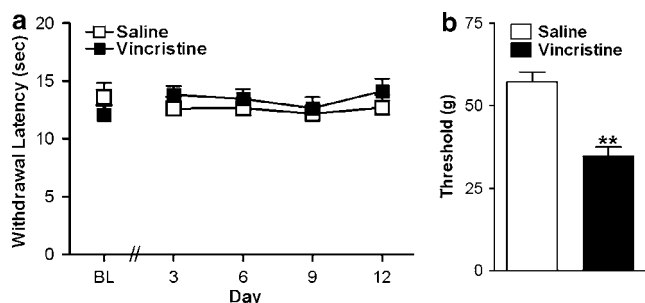 a
20
15
10
5
0
Withdrawal Latency (sec)
Saline
Vincristine
BL
//
3
6
9
12
Day
b
Saline
Vincristine
75
50
25
0
Threshold (g)
**